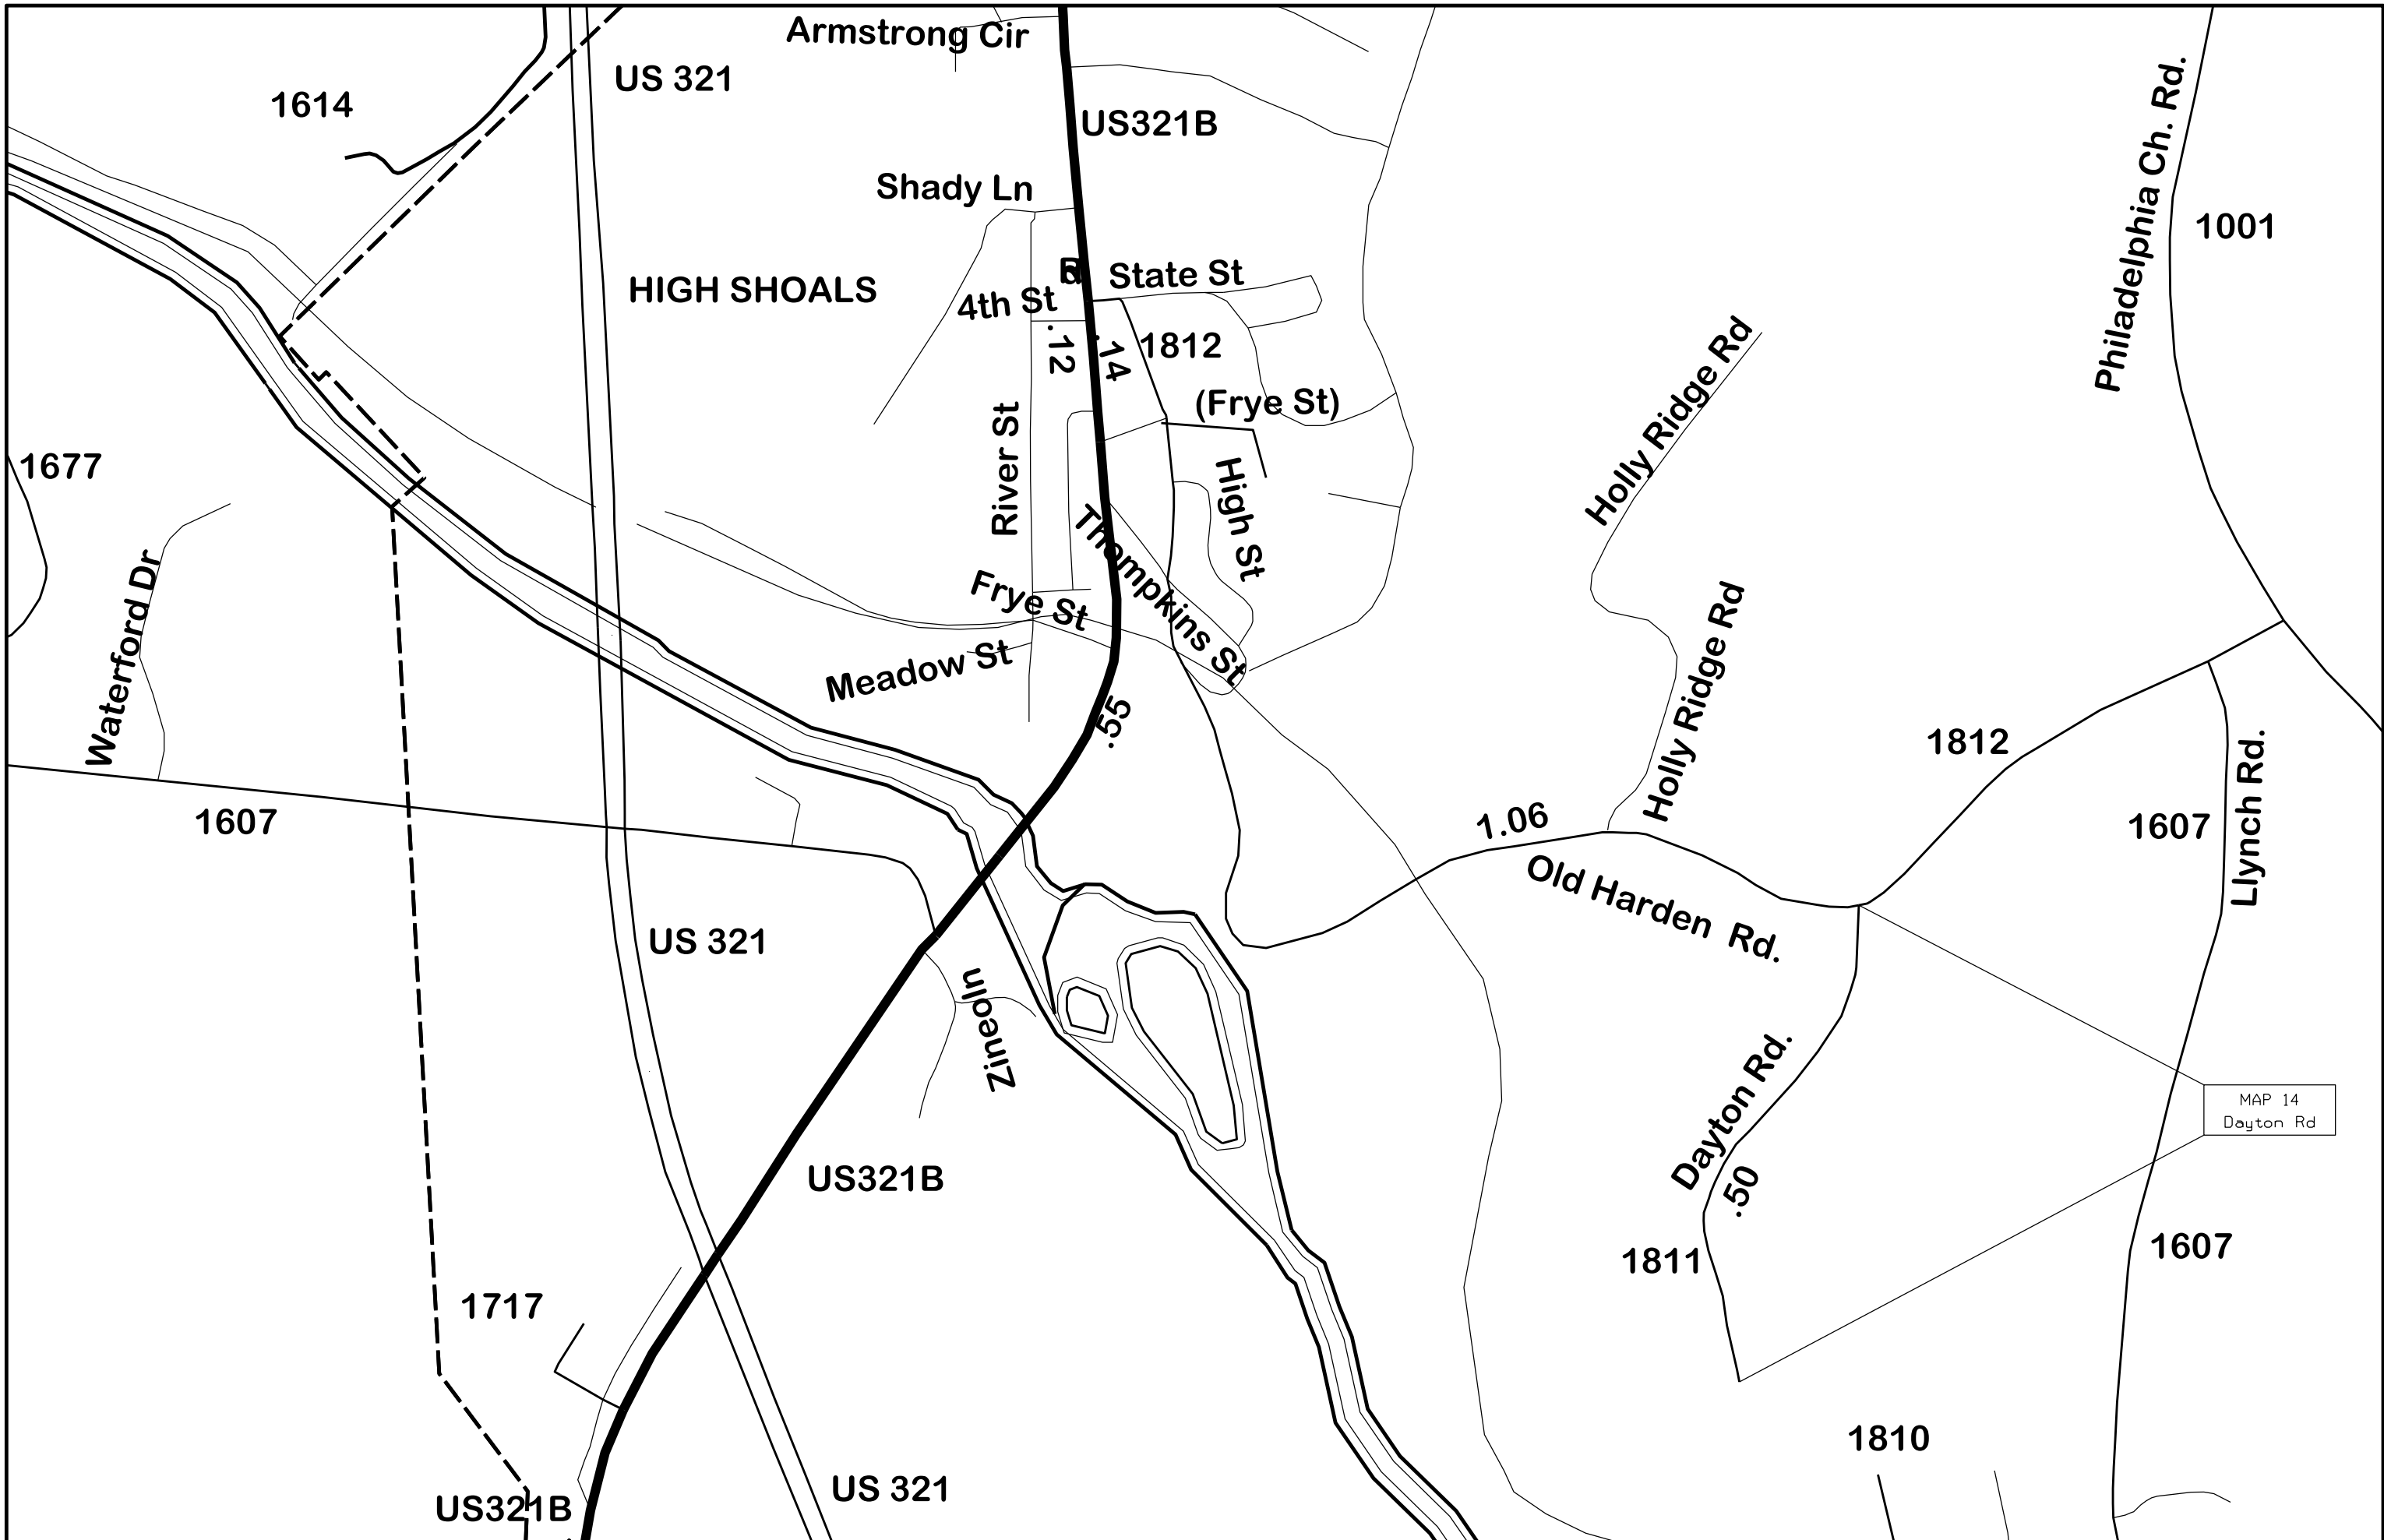 Armstrong Cir
US 321
1614
US321B
Philadelphia Ch. Rd.
1001
Shady Ln
HIGH SHOALS
State St
4th St
.12
.14
1812
(Frye St)
Holly Ridge Rd
1677
River St
High St
Thompkins St
Waterford Dr
Frye St
Meadow St
.55
Holly Ridge Rd
1812
1607
1.06
1607
Llynch Rd.
Old Harden Rd.
US 321
Zineoln
Dayton Rd.
MAP 14
Dayton Rd
.50
US321B
1811
1607
1717
1810
US 321
US321B